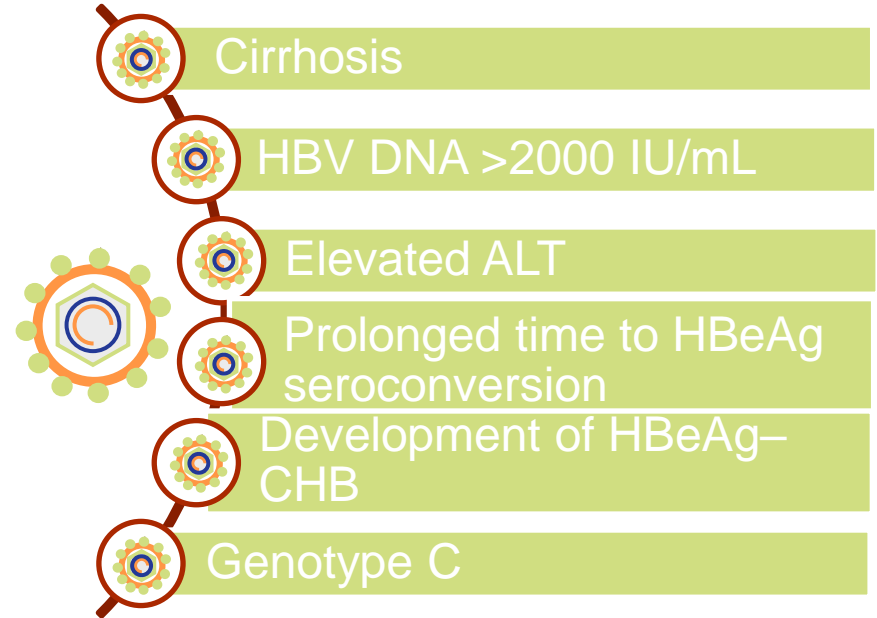 Cirrhosis
HBV DNA >2000 IU/mL
Elevated ALT
Prolonged time to HBeAg
seroconversion
Development of HBeAg–
CHB
Genotype C